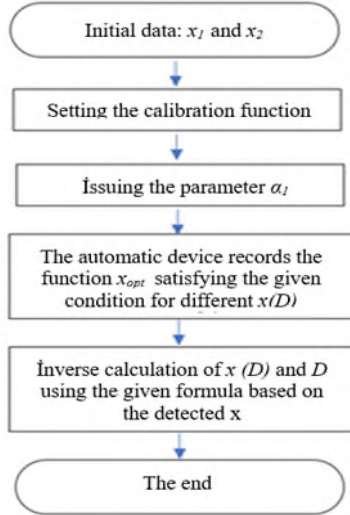 Initial data: x₁ and x₂
Setting the calibration function
İssuing the parameter α₁
The automatic device records the
function xₒₚₜ satisfying the given
condition for different x(D)
İnverse calculation of x (D) and D
using the given formula based on
the detected x
The end